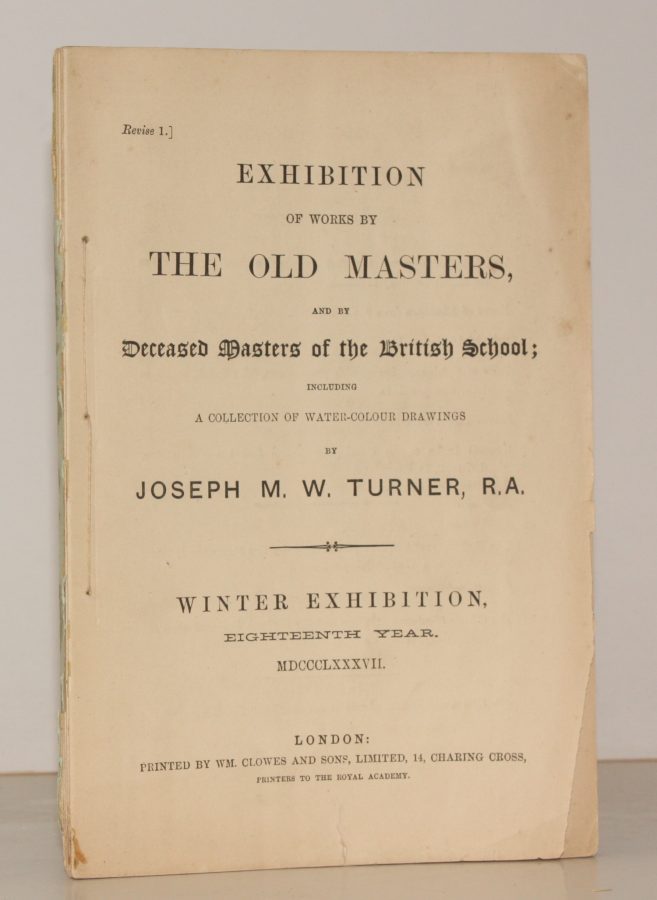 Revise 1.]
EXHIBITION
OF WORKS BY
THE OLD MASTERS,
AND BY
Deceased Masters of the British School;
INCLUDING
A COLLECTION OF WATER-COLOUR DRAWINGS
BY
JOSEPH M. W. TURNER, R.A.
WINTER EXHIBITION,
EIGHTEENTH YEAR.
MDCCCLXXXVII.
LONDON:
PRINTED BY WM. CLOWES AND SONS, LIMITED, 14, CHARING CROSS,
PRINTERS TO THE ROYAL ACADEMY.